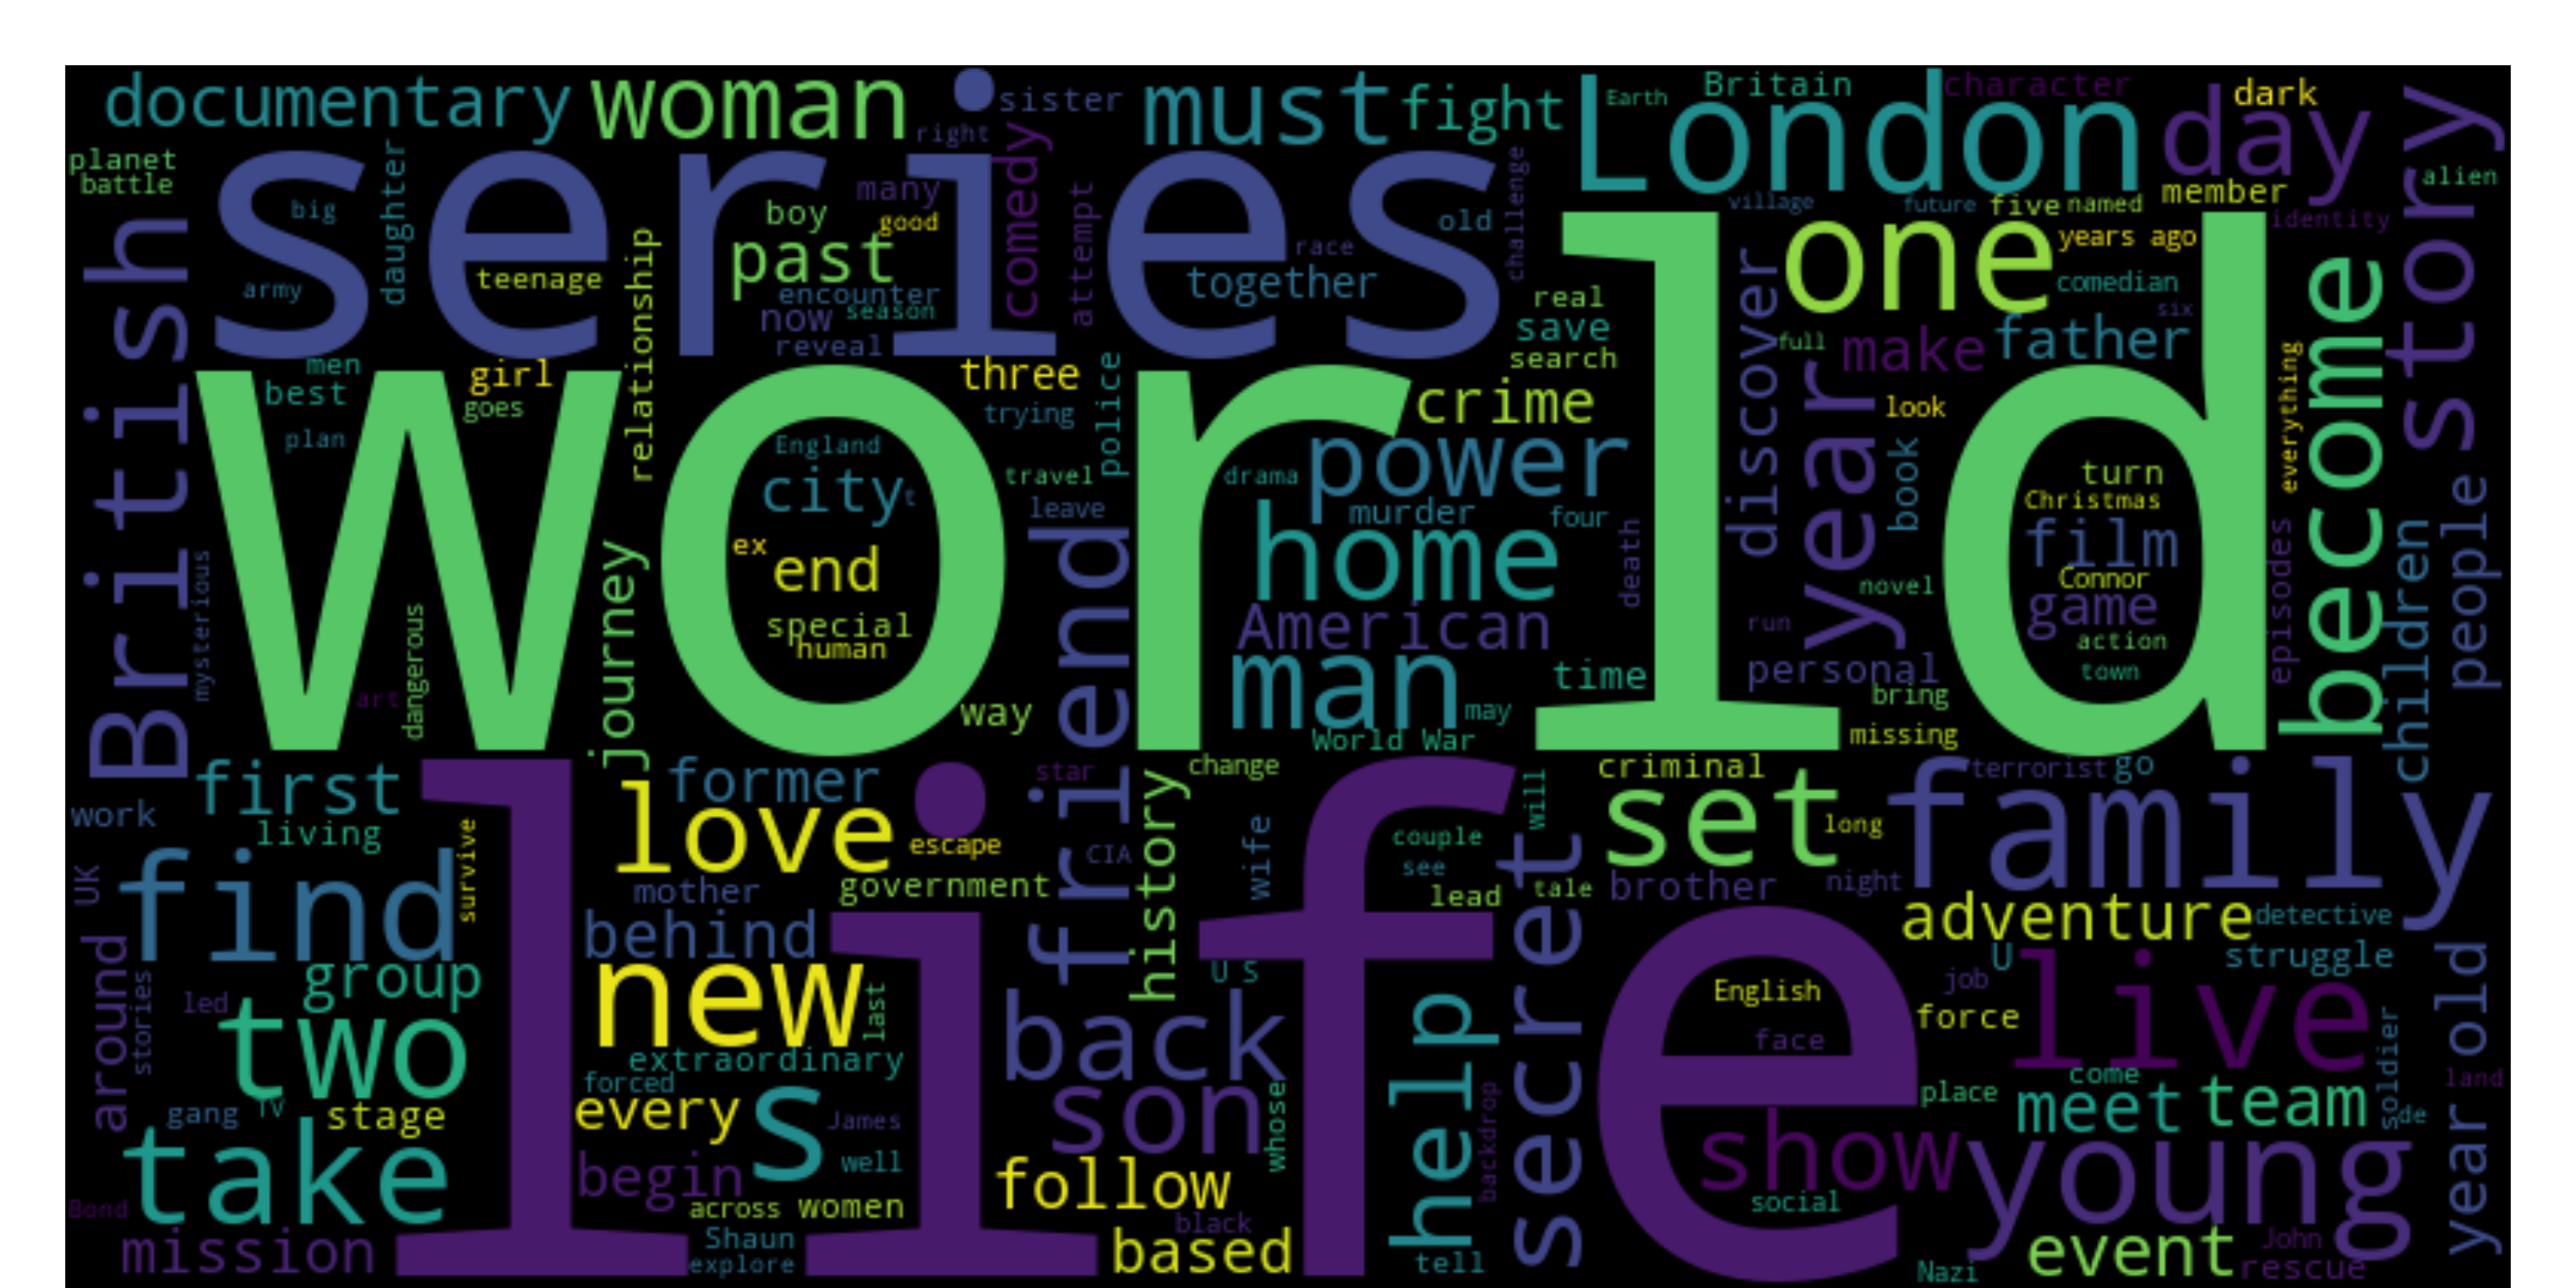 documentary
woman
sister
must
fight
Earth
Britain
character
dark
London
day
story
planet
battle
right
comedy
daughter
series
many
boy
good
big
army
teenage
relationship
past
encounter
now
season
reveal
attempt
together
race
old
challenge
village
future
five
named
member
alien
identity
one
years ago
comedian
six
real
save
search
discover
full
make
father
become
everything
British
men
best
girl
goes
plan
world
three
trying
police
crime
year
look
book
England
city
t
travel
leave
drama
power
murder
four
turn
Christmas
film
Connor
game
action
town
ex
end
special
human
friend
home
death
novel
run
American
man
time
personal
episodes
children
people
mysterious
dangerous
art
journey
way
may
World War
bring
missing
first
living
work
former
love
star
change
history
criminal
set
terrorist
go
family
long
life
escape
CIA
wife
couple
see
will
lead
tale
brother
night
UK
find
survive
mother
government
behind
secret
adventure
detective
around
stories
group
led
new
last
U S
U
job
struggle
live
two
extraordinary
back
English
force
face
soldier
year old
land
forced
every
s
son
whose
help
place
come
meet
team
de
gang
TV
stage
James
backdrop
show
young
take
begin
well
follow
social
Bond
across
women
black
mission
Shaun
explore
based
tell
Nazi
event
John
rescue